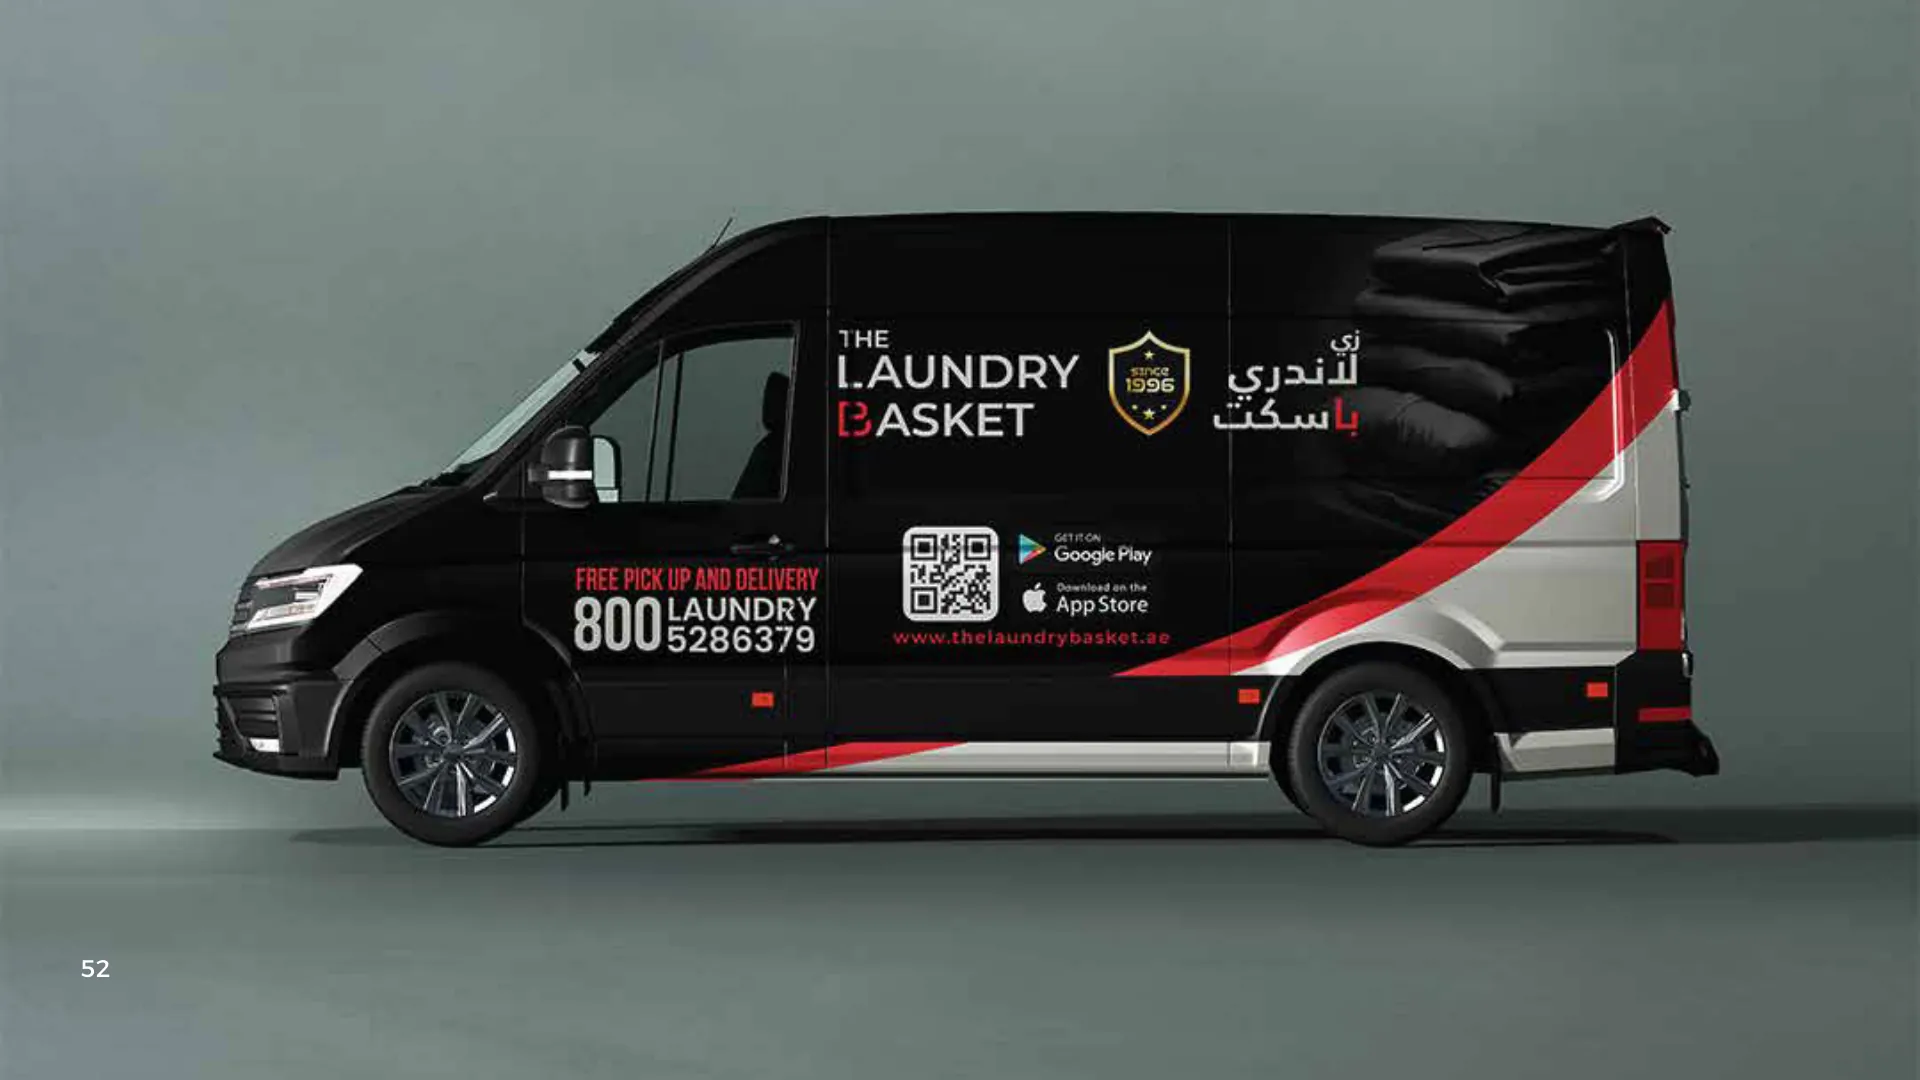 THE
LAUNDRY
BASKET
SINCE
1996
زي
لاندري
باسكت
FREE PICK UP AND DELIVERY
800 LAUNDRY
5286379
GET IT ON
Google Play
Download on the
App Store
www.thelaundrybasket.ae
52